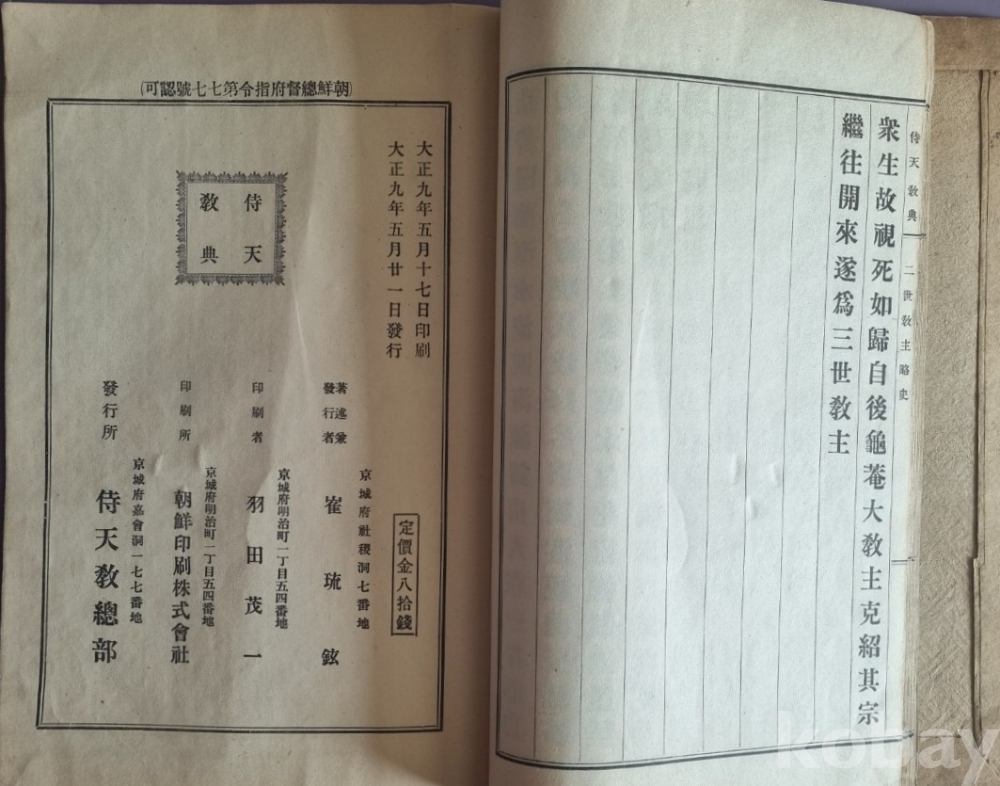 侍天敎典
二世敎主略史
衆生故視死如歸自後龜菴大敎主克紹其宗
繼往開來遂爲三世敎主
(朝鮮總督府指令第七七號認可)
大正九年五月十七日印刷
大正九年五月廿一日發行
侍天
敎典
定價金八拾錢
京城府社稷洞七番地
著述兼
發行者
崔琉鉉
京城府明治町一丁目五四番地
印刷者
羽田茂一
京城府明治町一丁目五四番地
印刷所
朝鮮印刷株式會社
京城府嘉會洞一七七番地
發行所
侍天敎總部
kobay